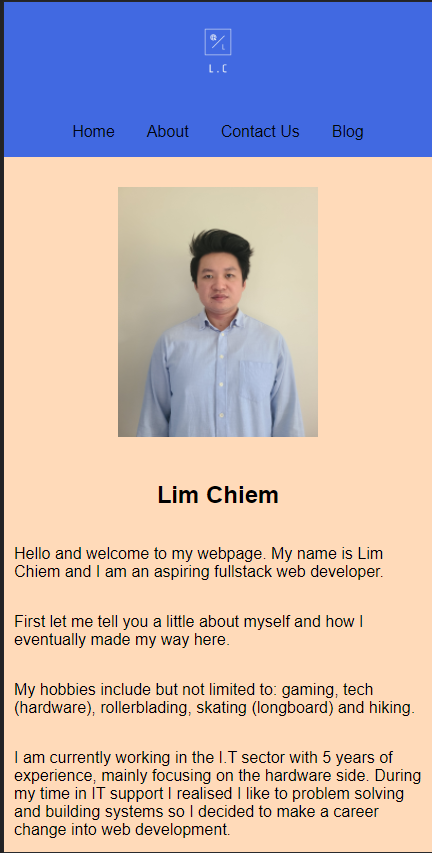 L.C
Home About Contact Us Blog
Lim Chiem
Hello and welcome to my webpage. My name is Lim
Chiem and I am an aspiring fullstack web developer.
First let me tell you a little about myself and how I
eventually made my way here.
My hobbies include but not limited to: gaming, tech
(hardware), rollerblading, skating (longboard) and hiking.
I am currently working in the I.T sector with 5 years of
experience, mainly focusing on the hardware side. During
my time in IT support I realised I like to problem solving
and building systems so I decided to make a career
change into web development.